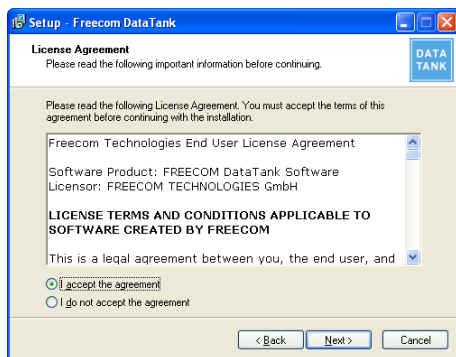 Setup - Freecom DataTank
License Agreement
Please read the following important information before continuing.
DATA
TANK
Please read the following License Agreement. You must accept the terms of this
agreement before continuing with the installation.
Freecom Technologies End User License Agreement
Software Product: FREECOM DataTank Software
Licensor: FREECOM TECHNOLOGIES GmbH
LICENSE TERMS AND CONDITIONS APPLICABLE TO
SOFTWARE CREATED BY FREECOM
This is a legal agreement between you, the end user, and
I accept the agreement
I do not accept the agreement
< Back
Next >
Cancel